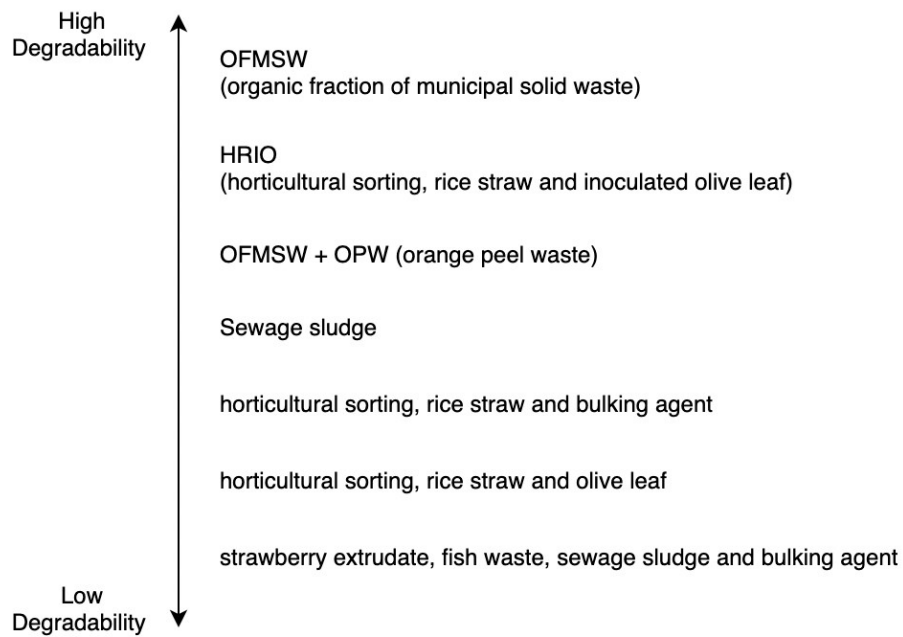 High
Degradability
OFMSW
(organic fraction of municipal solid waste)
HRIO
(horticultural sorting, rice straw and inoculated olive leaf)
OFMSW + OPW (orange peel waste)
Sewage sludge
horticultural sorting, rice straw and bulking agent
horticultural sorting, rice straw and olive leaf
strawberry extrudate, fish waste, sewage sludge and bulking agent
Low
Degradability